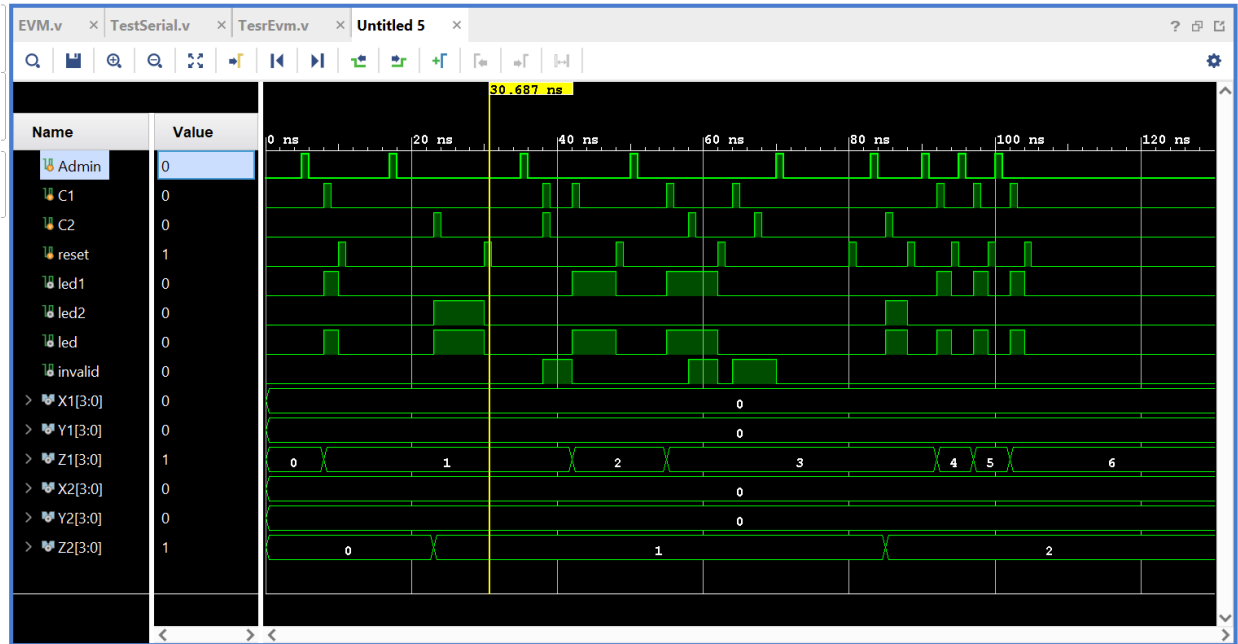 EVM.v × TestSerial.v × TesrEvm.v × Untitled 5 × ?
30.687 ns
Name Value
0 ns 20 ns 40 ns 60 ns 80 ns 100 ns 120 ns
Admin 0
C1 0
C2 0
reset 1
led1 0
led2 0
led 0
invalid 0
X1[3:0] 0 0
Y1[3:0] 0 0
Z1[3:0] 1 0 1 2 3 4 5 6
X2[3:0] 0 0
Y2[3:0] 0 0
Z2[3:0] 1 0 1 2